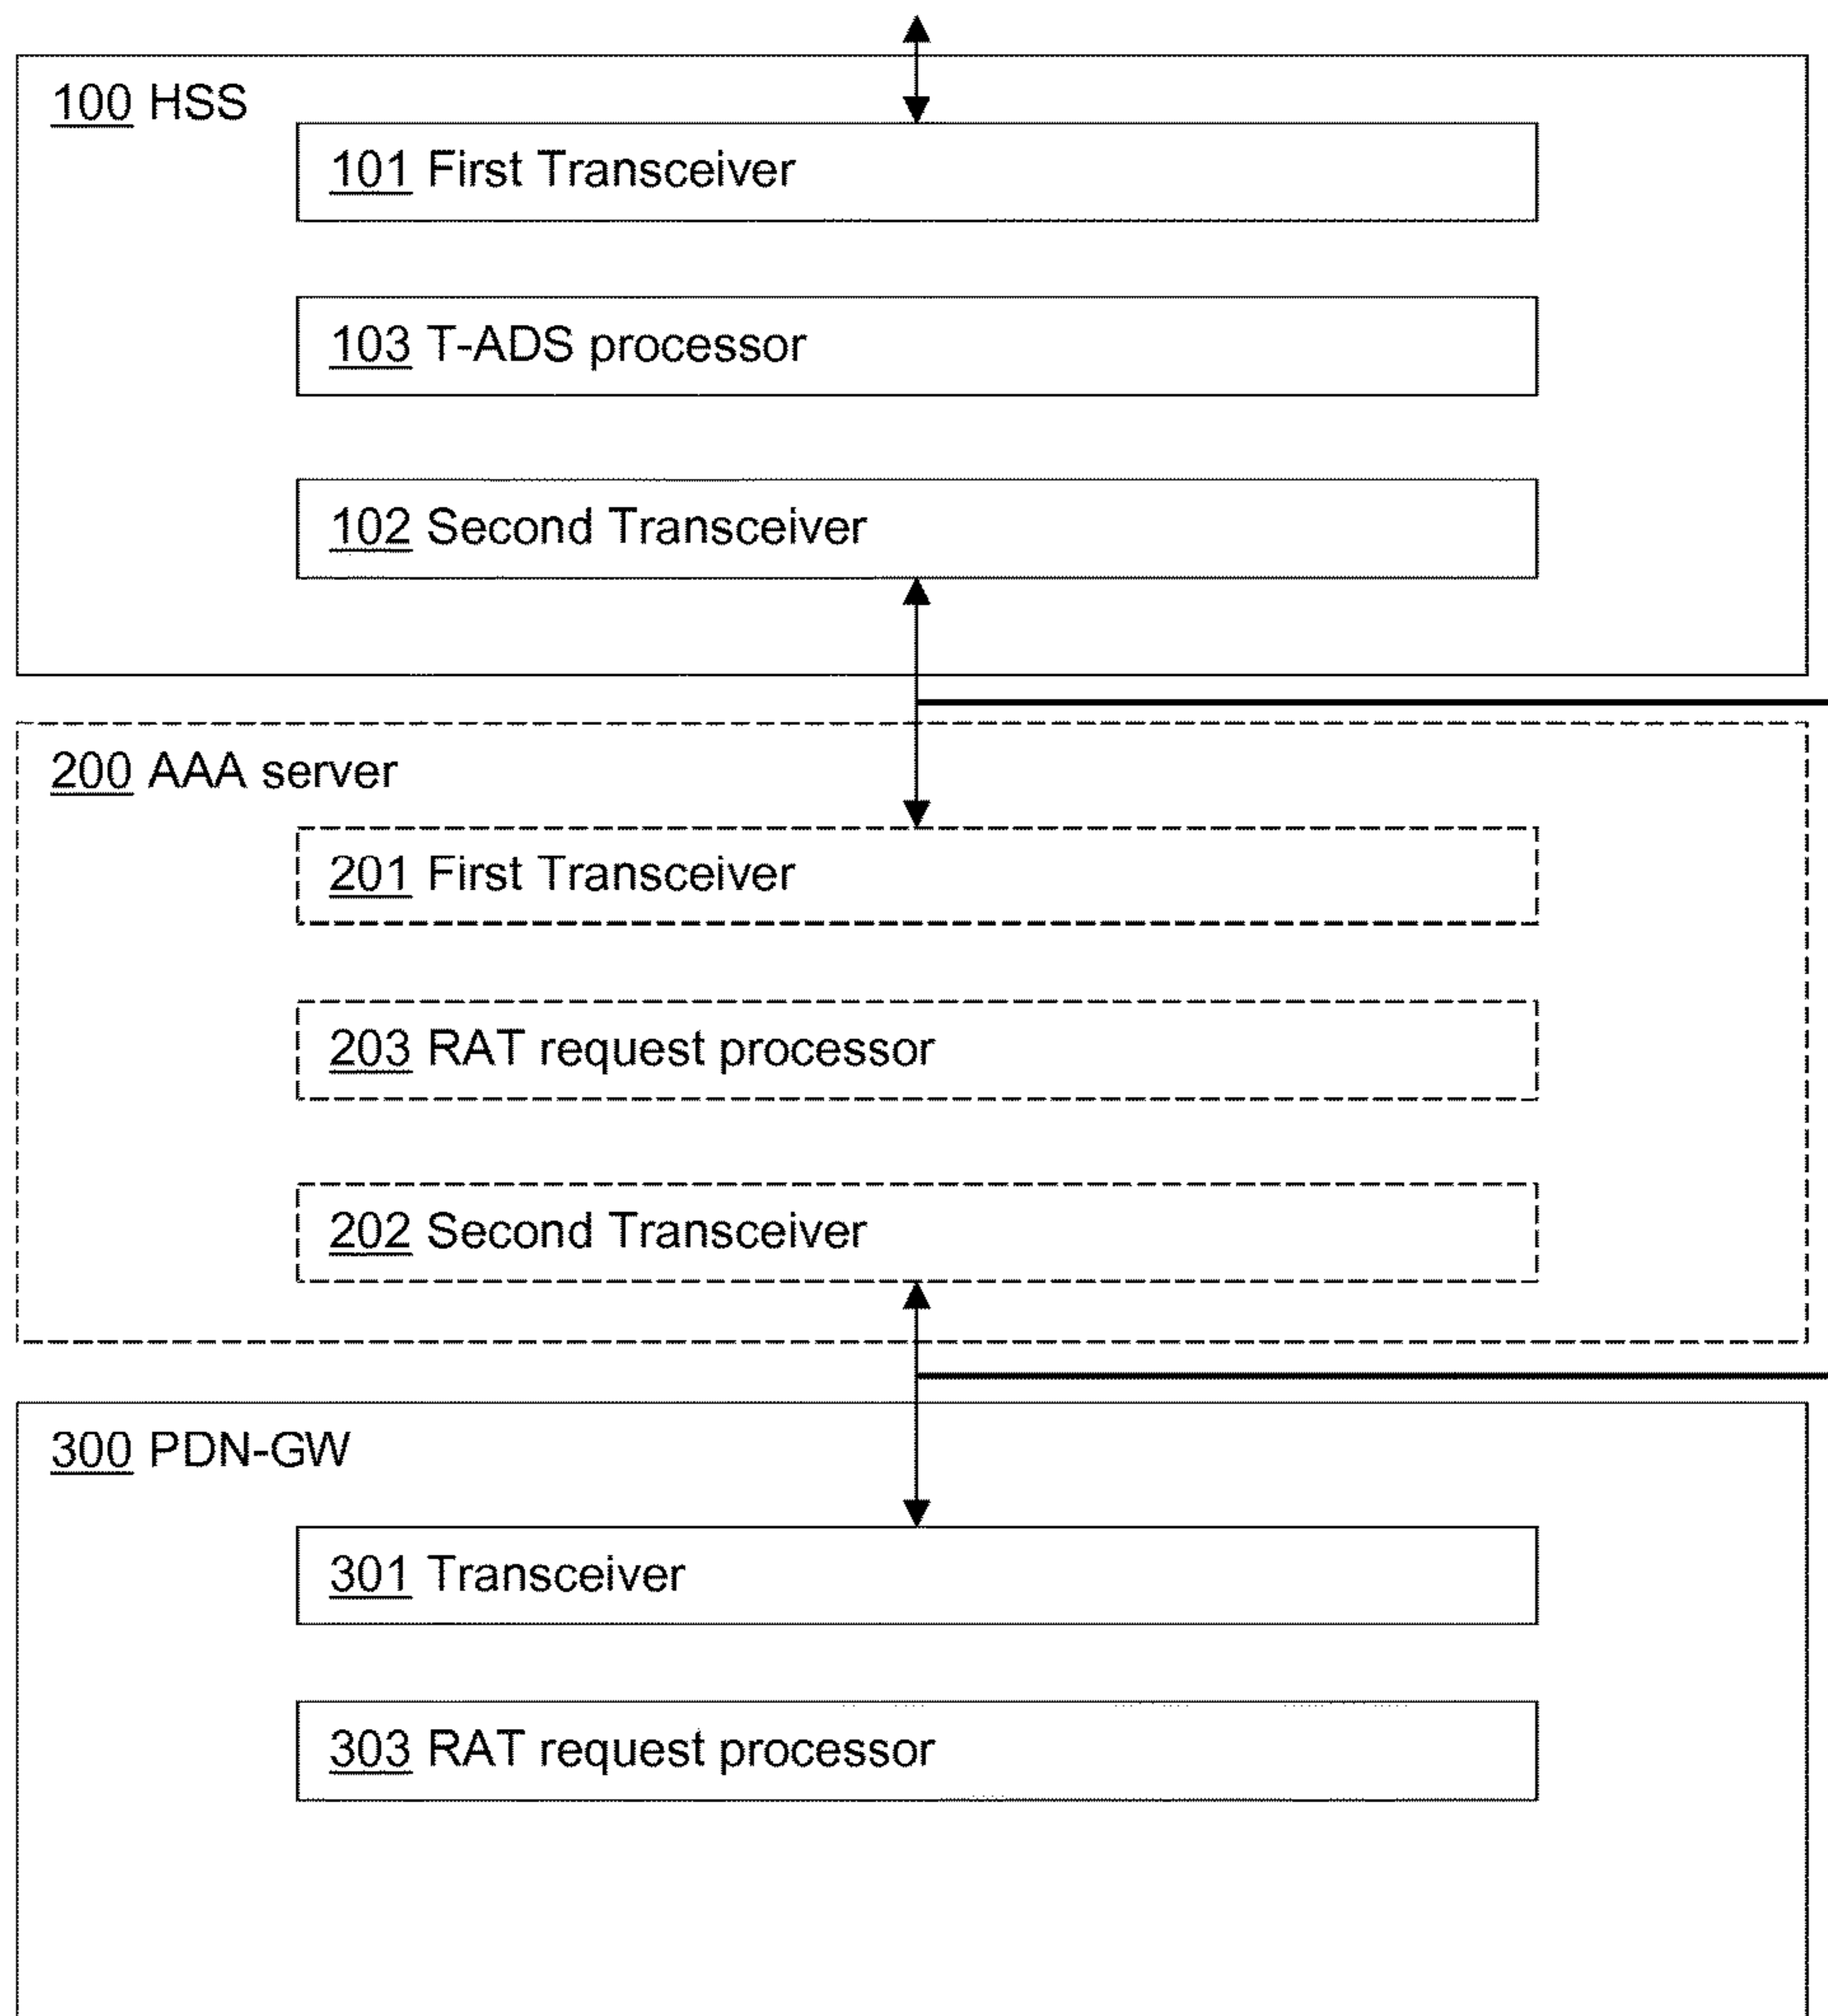 100 HSS
101 First Transceiver
103 T-ADS processor
102 Second Transceiver
200 AAA server
201 First Transceiver
203 RAT request processor
202 Second Transceiver
300 PDN-GW
301 Transceiver
303 RAT request processor